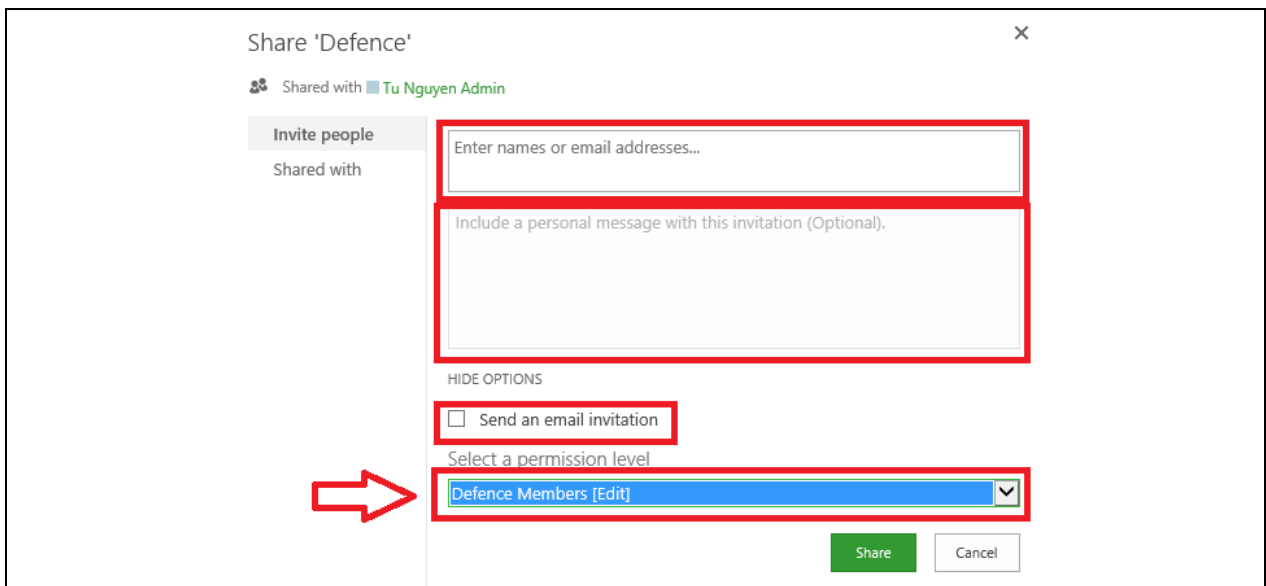 Share 'Defence'
Shared with Tu Nguyen Admin
Invite people
Shared with
Enter names or email addresses...
Include a personal message with this invitation (Optional).
HIDE OPTIONS
Send an email invitation
Select a permission level
Defence Members [Edit]
Share
Cancel